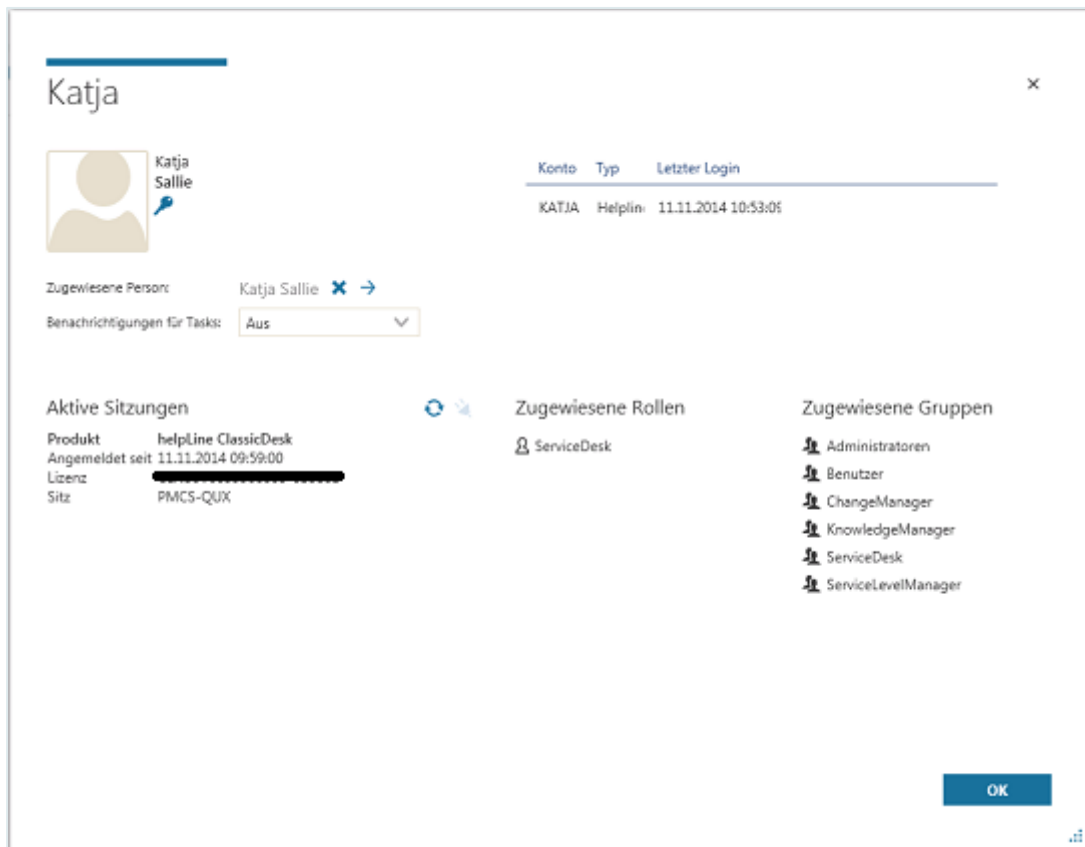 Katja
Katja
Sallie
Konto Typ Letzter Login
KATJA Helplin 11.11.2014 10:53:09
Zugewiesene Person: Katja Sallie
Benachrichtigungen für Tasks: Aus
Aktive Sitzungen
Produkt helpLine ClassicDesk
Angemeldet seit 11.11.2014 09:59:00
Lizenz
Sitz PMCS-QUX
Zugewiesene Rollen
ServiceDesk
Zugewiesene Gruppen
Administratoren
Benutzer
ChangeManager
KnowledgeManager
ServiceDesk
ServiceLevelManager
OK